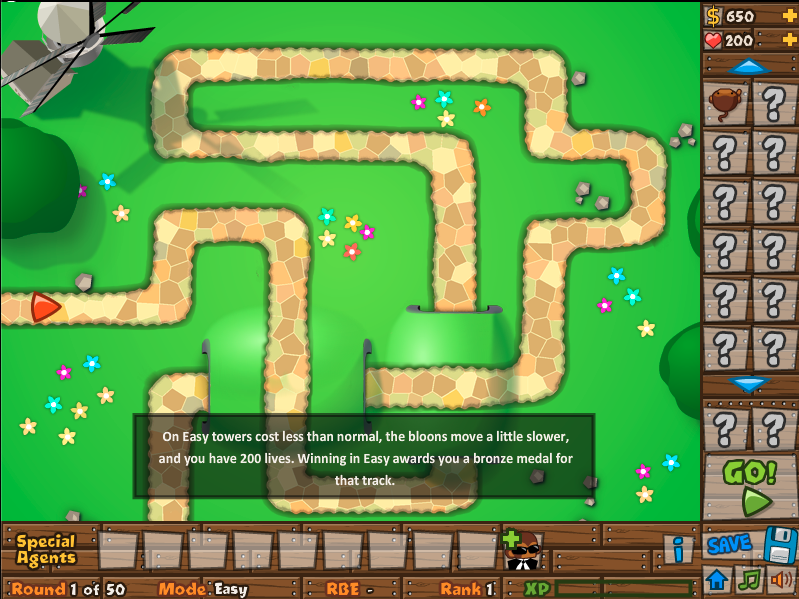 $ 650
200
? 
? ?
? ?
? ?
? ?
? ?
? ?
On Easy towers cost less than normal, the bloons move a little slower,
and you have 200 lives. Winning in Easy awards you a bronze medal for
that track.
GO!
Special
Agents
i
SAVE
Round 1 of 50 Mode: Easy RBE - Rank 1 XP